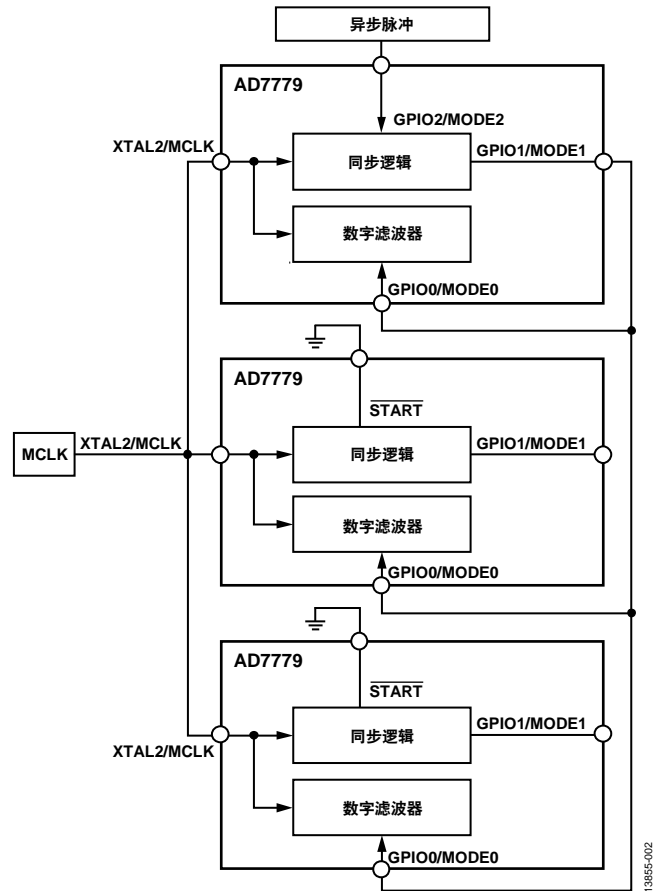 异步脉冲
AD7779
GPIO2/MODE2
XTAL2/MCLK
同步逻辑
GPIO1/MODE1
数字滤波器
GPIO0/MODE0
AD7779
START
MCLK
XTAL2/MCLK
同步逻辑
GPIO1/MODE1
数字滤波器
GPIO0/MODE0
AD7779
START
XTAL2/MCLK
同步逻辑
GPIO1/MODE1
数字滤波器
GPIO0/MODE0
13855-002